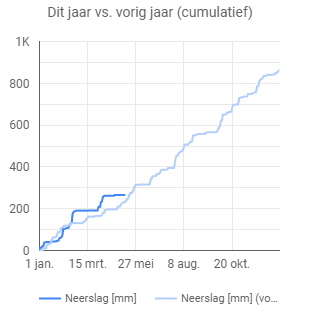 Dit jaar vs. vorig jaar (cumulatief)
1K
800
600
400
200
0
1 jan. 15 mrt. 27 mei 8 aug. 20 okt.
Neerslag [mm] Neerslag [mm] (vo...